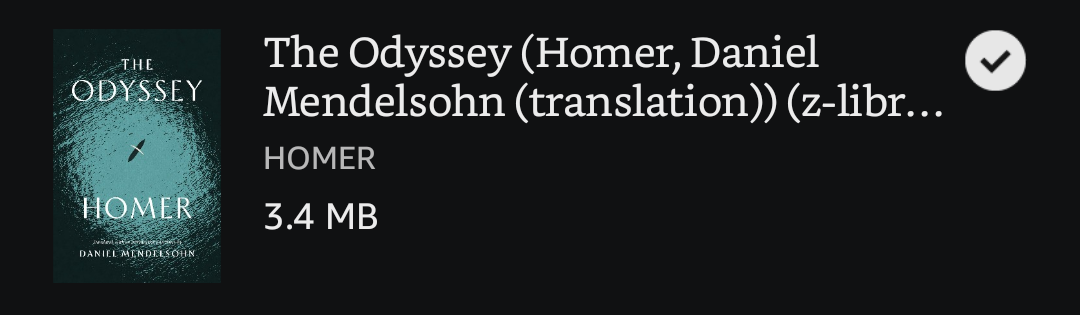 THE
ODYSSEY
HOMER
DANIEL MENDELSOHN
The Odyssey (Homer, Daniel
Mendelsohn (translation)) (z-libr…
HOMER
3.4 MB